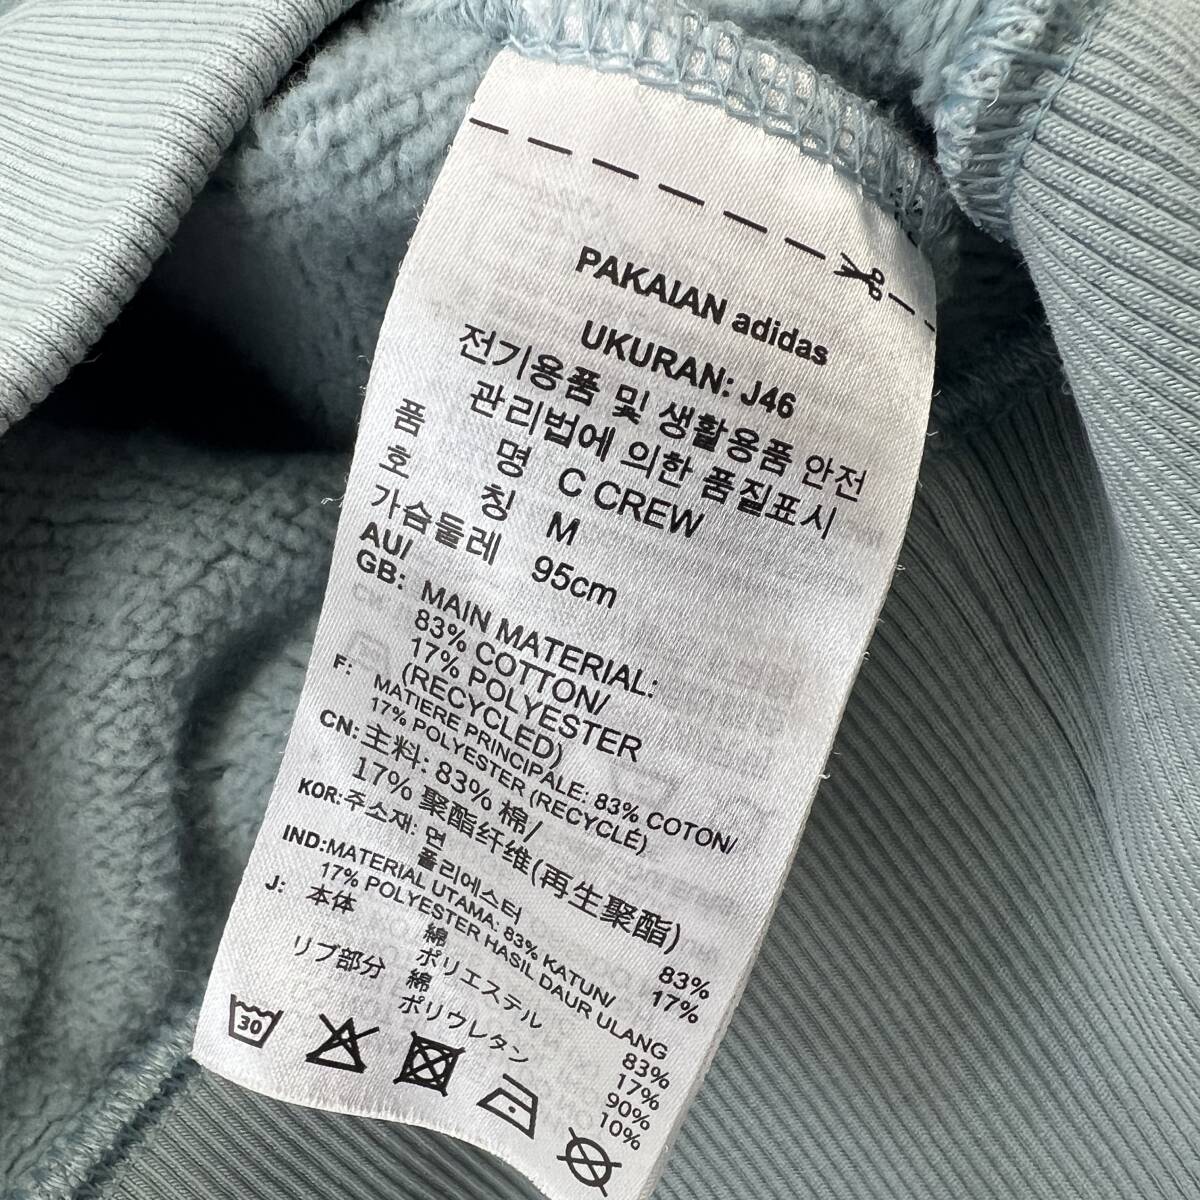 PAKAIAN adidas
UKURAN: J46
전기용품 및 생활용품 안전
관리법에 의한 품질표시
품 명 C CREW
호 칭 M
가슴둘레 95cm
AU/
GB: MAIN MATERIAL:
83% COTTON/
17% POLYESTER
(RECYCLED)
F: MATIERE PRINCIPALE: 83% COTON/
17% POLYESTER (RECYCLÉ)
CN: 主料: 83% 棉/
17% 聚酯纤维(再生聚酯)
KOR: 주소재: 면 83%
폴리에스터 17%
IND: MATERIAL UTAMA: 83% KATUN/
17% POLYESTER HASIL DAUR ULANG
J: 本体 綿 83%
ポリエステル 17%
リブ部分 綿 90%
ポリウレタン 10%
30